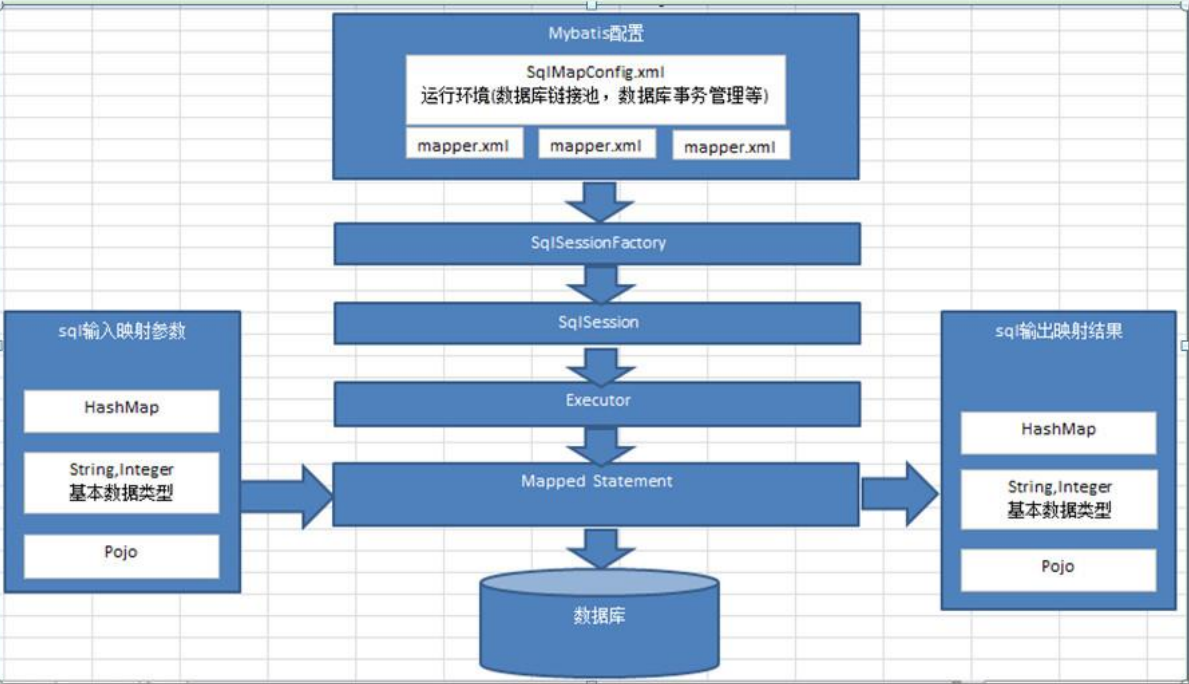 Mybatis配置
SqlMapConfig.xml
运行环境(数据库链接池，数据库事务管理等)
mapper.xml
mapper.xml
mapper.xml
SqlSessionFactory
SqlSession
Executor
Mapped Statement
数据库
sql输入映射参数
HashMap
String,Integer
基本数据类型
Pojo
sql输出映射结果
HashMap
String,Integer
基本数据类型
Pojo